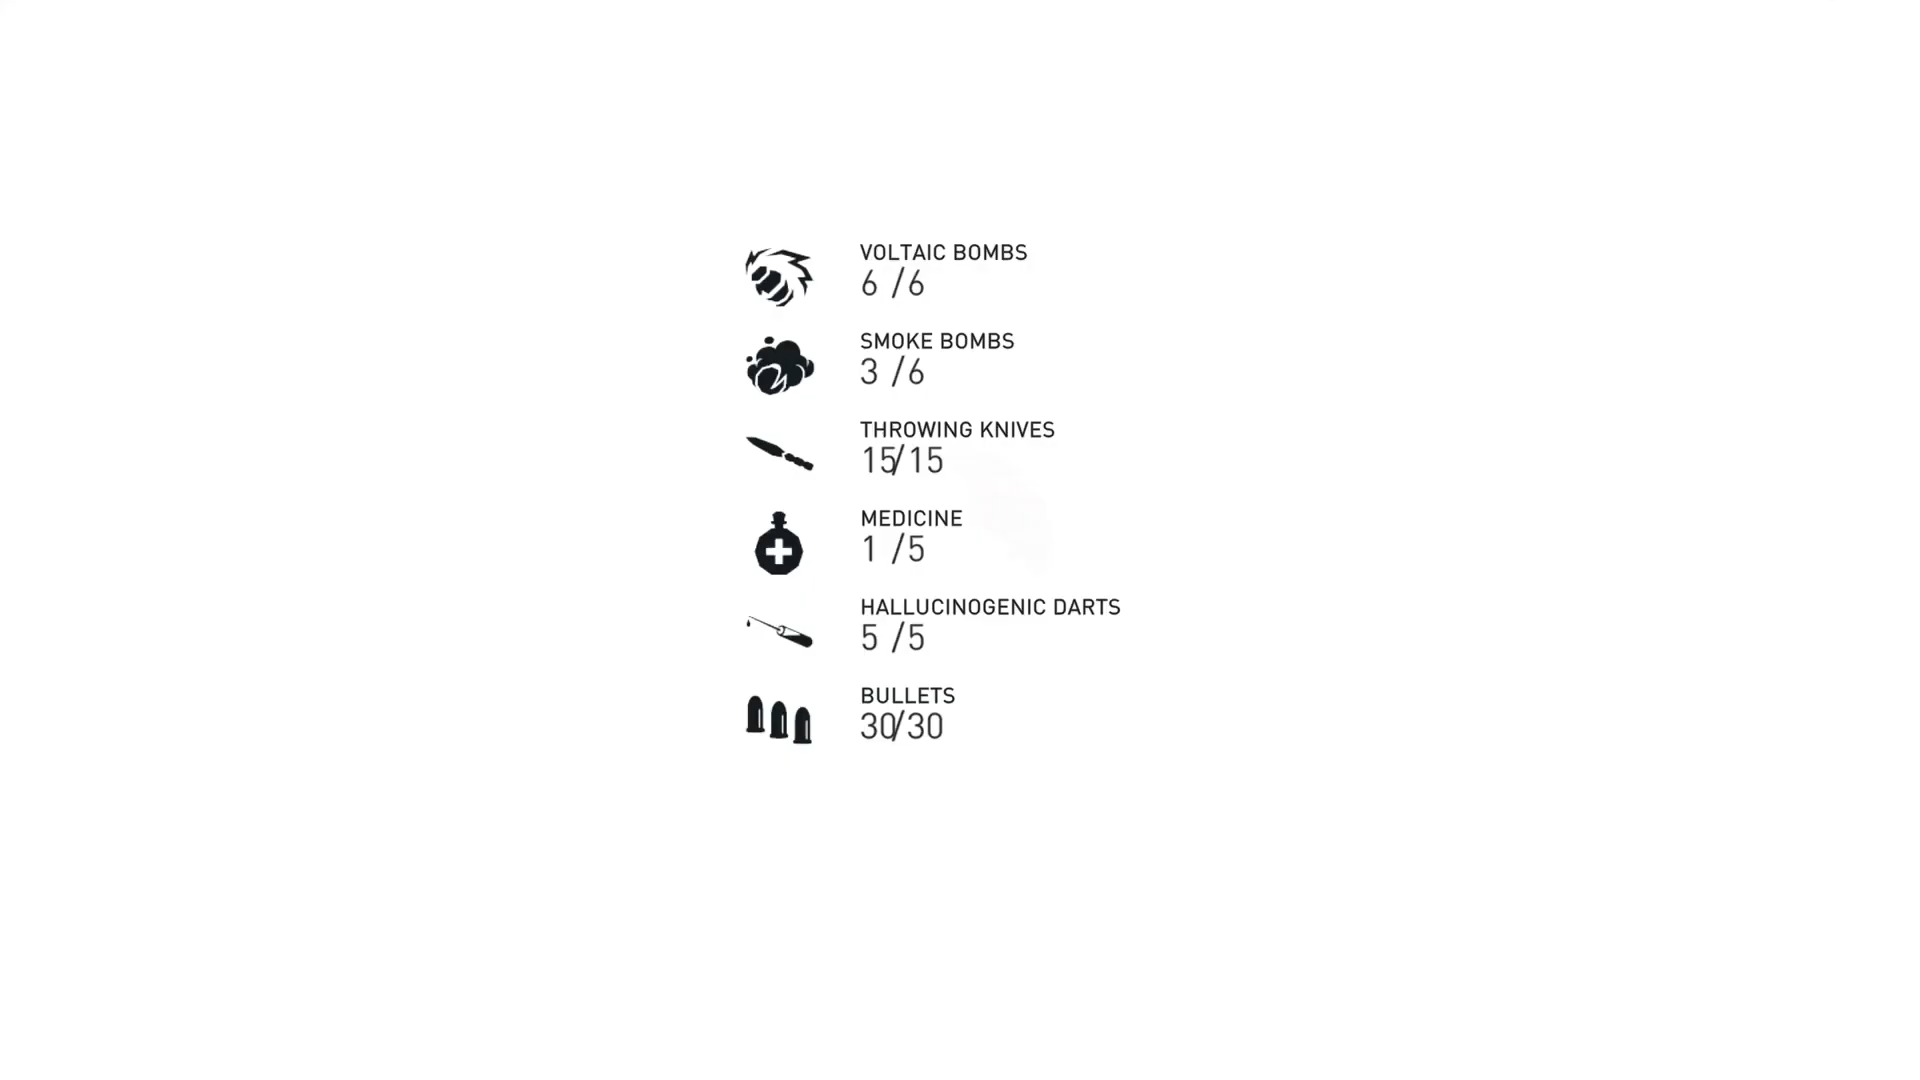 VOLTAIC BOMBS
6 /6
SMOKE BOMBS
3 /6
THROWING KNIVES
15/15
MEDICINE
1 /5
HALLUCINOGENIC DARTS
5 /5
BULLETS
30/30